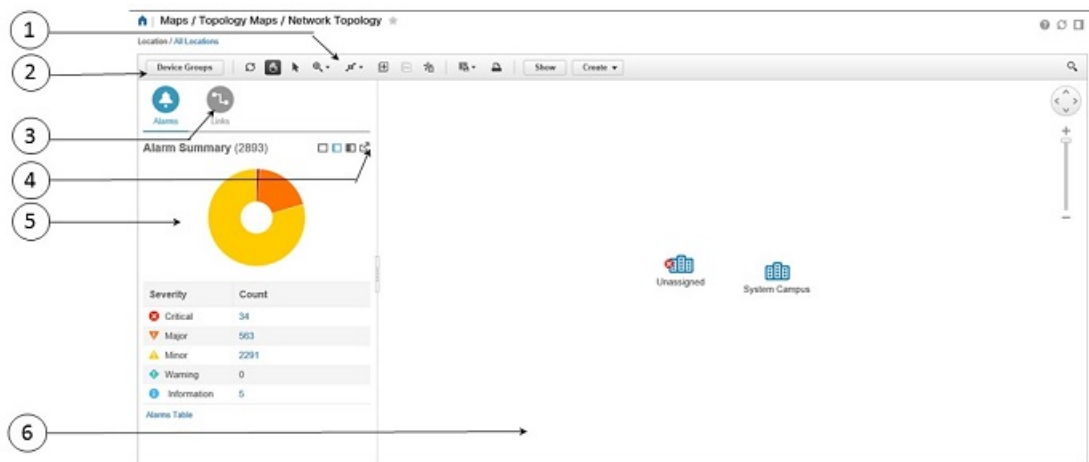 1
Maps / Topology Maps / Network Topology
Location / All Locations
2
Device Groups
Show
Create
3
Alarms
Links
4
Alarm Summary (2893)
5
Unassigned
System Campus
Severity Count
Critical 34
Major 563
Minor 2291
Warning 0
Information 5
Alarms Table
6